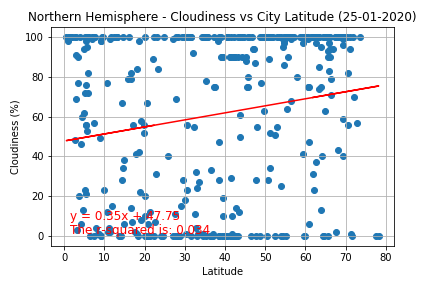 Northern Hemisphere - Cloudiness vs City Latitude (25-01-2020)
Cloudiness (%)
100
80
60
40
20
0
y = 0.35x + 47.75
The r-squared is: 0.034
0 10 20 30 40 50 60 70 80
Latitude